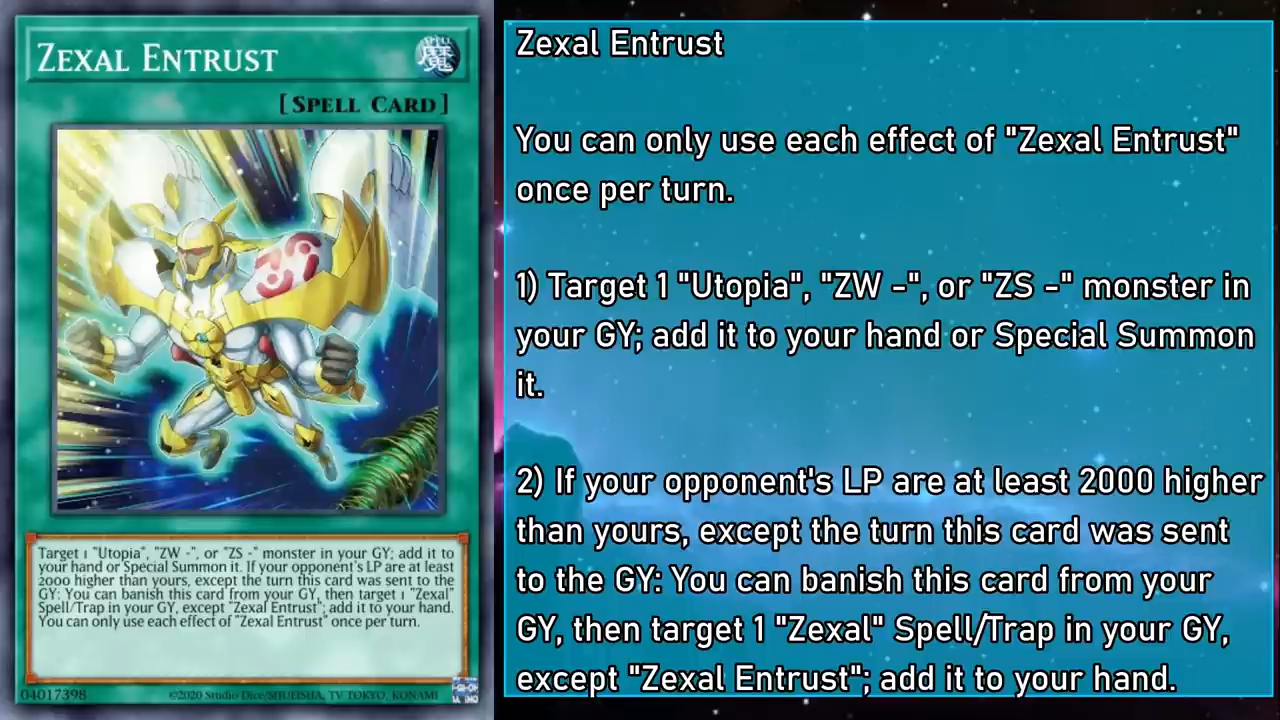 ZEXAL ENTRUST
魔
[SPELL CARD]
Target 1 "Utopia", "ZW -", or "ZS -" monster in your GY; add it to
your hand or Special Summon it. If your opponent's LP are at least
2000 higher than yours, except the turn this card was sent to the
GY: You can banish this card from your GY, then target 1 "Zexal"
Spell/Trap in your GY, except "Zexal Entrust"; add it to your hand.
You can only use each effect of "Zexal Entrust" once per turn.
04017398
©2020 Studio Dice/SHUEISHA, TV TOKYO, KONAMI
Zexal Entrust
You can only use each effect of "Zexal Entrust"
once per turn.
1) Target 1 "Utopia", "ZW -", or "ZS -" monster in
your GY; add it to your hand or Special Summon
it.
2) If your opponent's LP are at least 2000 higher
than yours, except the turn this card was sent
to the GY: You can banish this card from your
GY, then target 1 "Zexal" Spell/Trap in your GY,
except "Zexal Entrust"; add it to your hand.